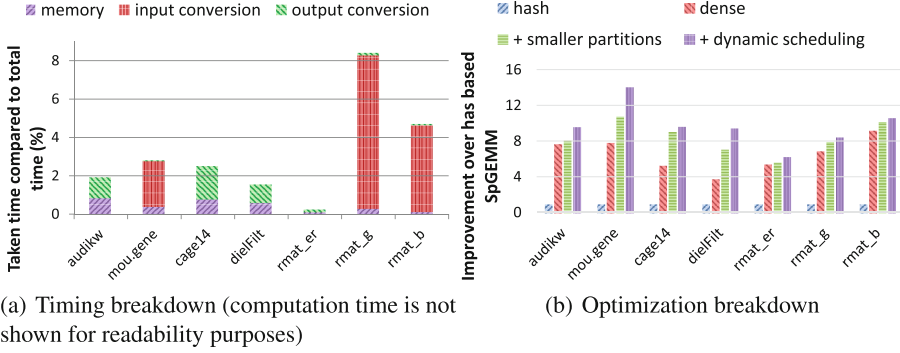 memory input conversion output conversion
Taken time compared to total
time (%)
8
6
4
2
0
audikw
mou.gene
cage14
dielFilt
rmat_er
rmat_g
rmat_b
(a) Timing breakdown (computation time is not
shown for readability purposes)
hash dense
+ smaller partitions + dynamic scheduling
Improvement over has based
SpGEMM
16
12
8
4
0
audikw
mou.gene
cage14
dielFilt
rmat_er
rmat_g
rmat_b
(b) Optimization breakdown